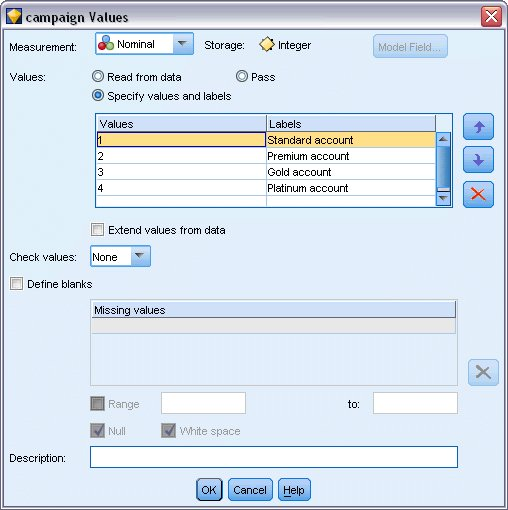 campaign Values
Measurement: Nominal Storage: Integer Model Field...
Values: Read from data Pass
Specify values and labels
Values Labels
1 Standard account
2 Premium account
3 Gold account
4 Platinum account
Extend values from data
Check values: None
Define blanks
Missing values
Range to:
Null White space
Description:
OK Cancel Help